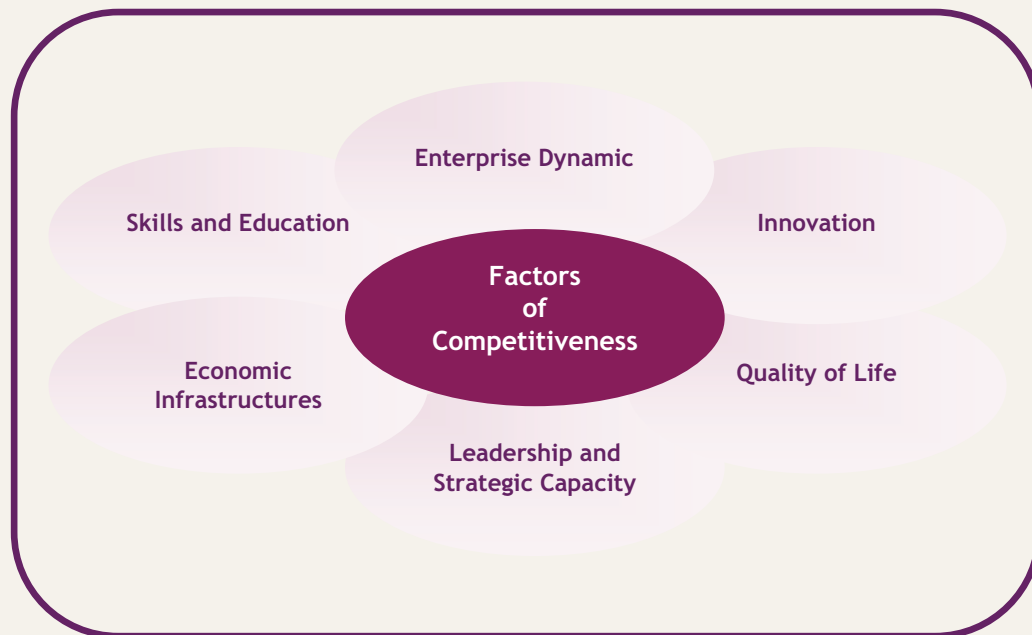 Enterprise Dynamic
Skills and Education
Innovation
Factors
of
Competitiveness
Economic
Infrastructures
Quality of Life
Leadership and
Strategic Capacity